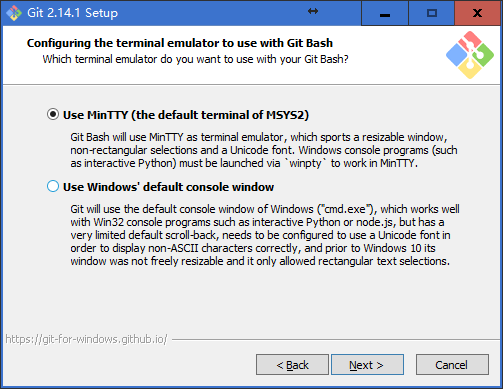 Git 2.14.1 Setup
Configuring the terminal emulator to use with Git Bash
Which terminal emulator do you want to use with your Git Bash?
Use MinTTY (the default terminal of MSYS2)
Git Bash will use MinTTY as terminal emulator, which sports a resizable window,
non-rectangular selections and a Unicode font. Windows console programs (such
as interactive Python) must be launched via `winpty` to work in MinTTY.
Use Windows' default console window
Git will use the default console window of Windows ("cmd.exe"), which works well
with Win32 console programs such as interactive Python or node.js, but has a
very limited default scroll-back, needs to be configured to use a Unicode font in
order to display non-ASCII characters correctly, and prior to Windows 10 its
window was not freely resizable and it only allowed rectangular text selections.
https://git-for-windows.github.io/
< Back
Next >
Cancel